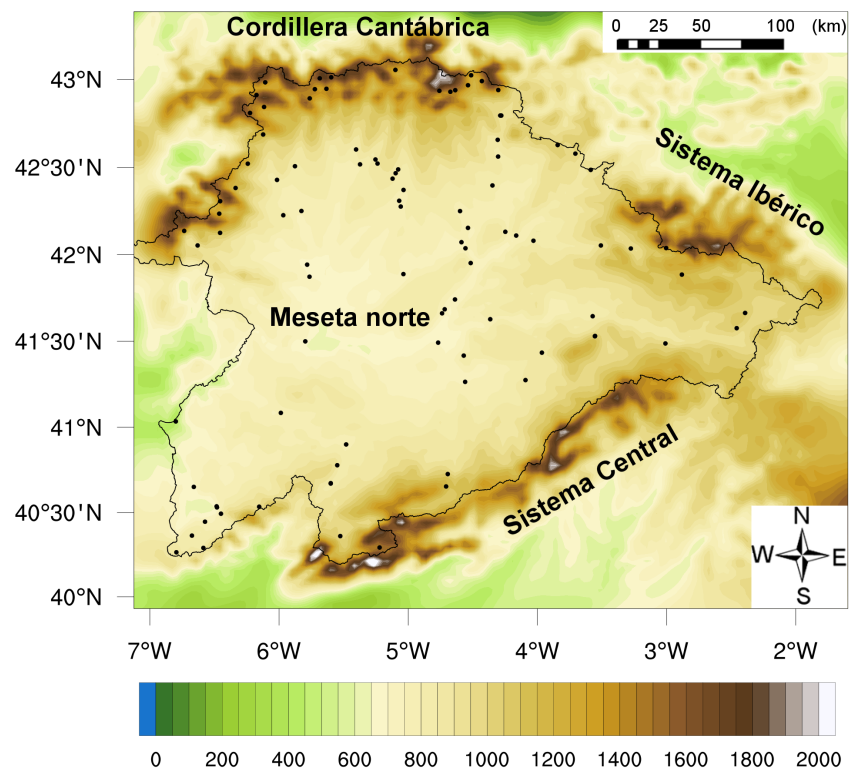 Cordillera Cantábrica
0 25 50 100 (km)
43°N
42°30'N
42°N
41°30'N
41°N
40°30'N
40°N
Sistema Ibérico
Meseta norte
Sistema Central
N
W E
S
7°W 6°W 5°W 4°W 3°W 2°W
0 200 400 600 800 1000 1200 1400 1600 1800 2000